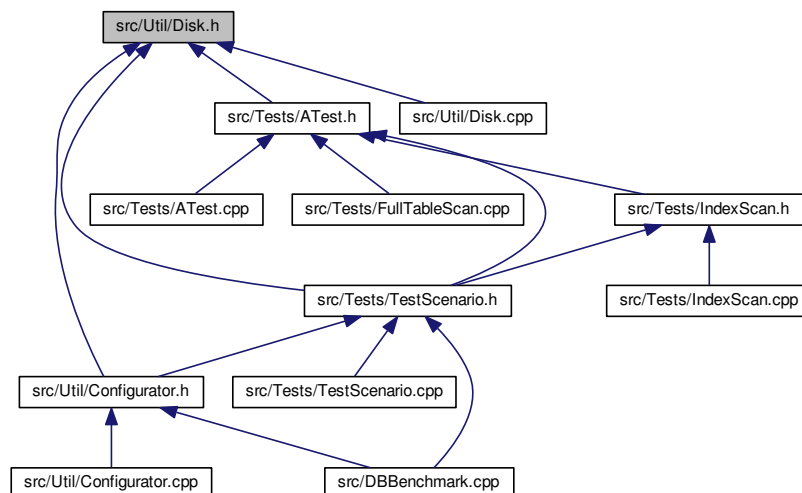 src/Util/Disk.h
src/Tests/ATest.h
src/Util/Disk.cpp
src/Tests/ATest.cpp
src/Tests/FullTableScan.cpp
src/Tests/IndexScan.h
src/Tests/TestScenario.h
src/Tests/IndexScan.cpp
src/Util/Configurator.h
src/Tests/TestScenario.cpp
src/Util/Configurator.cpp
src/DBBenchmark.cpp